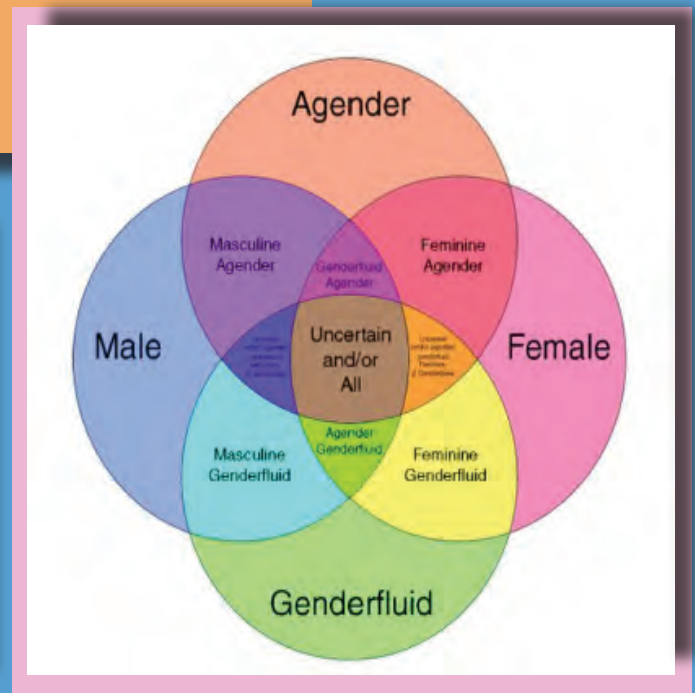 Agender
Masculine
Agender
Genderfluid
Agender
Feminine
Agender
Male
Uncertain
and/or
All
Female
Agender
Genderfluid
Masculine
Genderfluid
Feminine
Genderfluid
Genderfluid